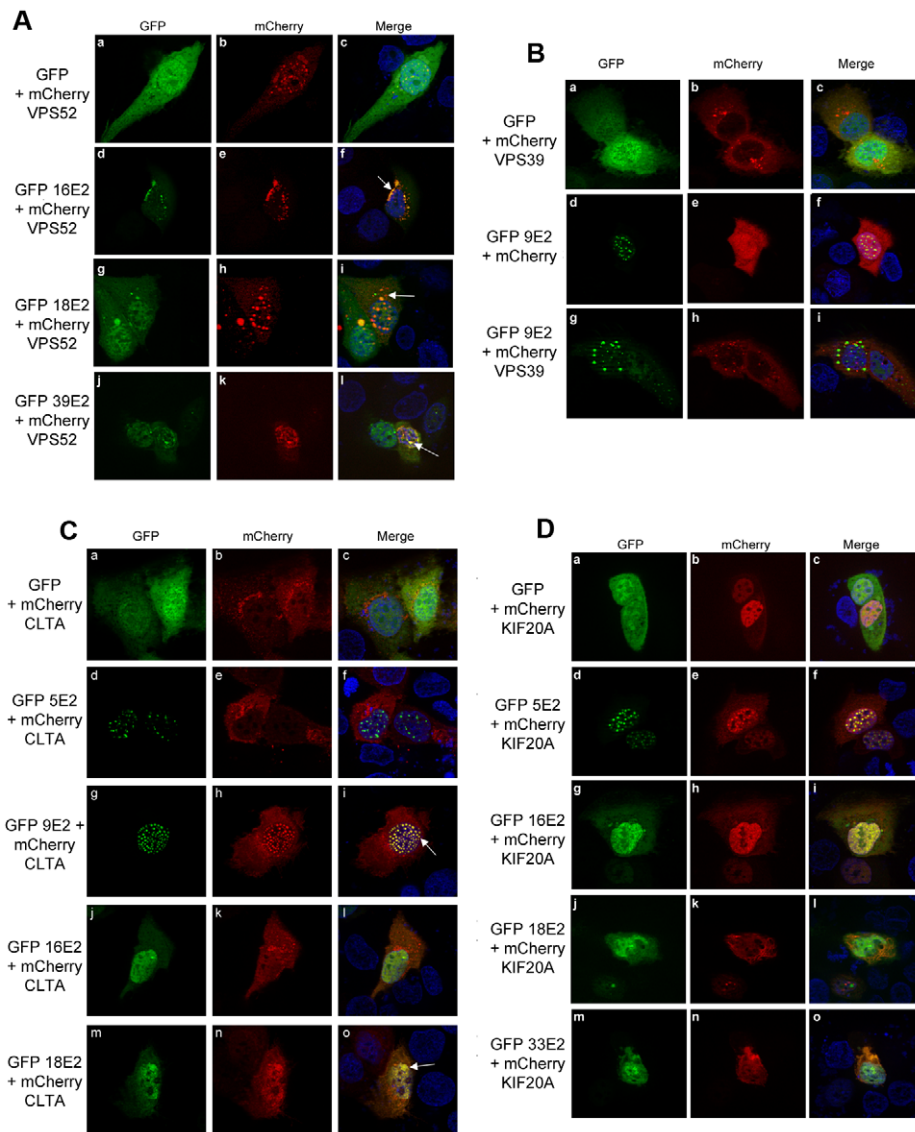 A
GFP mCherry Merge
a b c
GFP
+ mCherry
VPS52
d e f
GFP 16E2
+ mCherry
VPS52
g h i
GFP 18E2
+ mCherry
VPS52
j k l
GFP 39E2
+ mCherry
VPS52
B
GFP mCherry Merge
a b c
GFP
+ mCherry
VPS39
d e f
GFP 9E2
+ mCherry
g h i
GFP 9E2
+ mCherry
VPS39
C
GFP mCherry Merge
a b c
GFP
+ mCherry
CLTA
d e f
GFP 5E2
+ mCherry
CLTA
g h i
GFP 9E2 +
mCherry
CLTA
j k l
GFP 16E2
+ mCherry
CLTA
m n o
GFP 18E2
+ mCherry
CLTA
D
GFP mCherry Merge
a b c
GFP
+ mCherry
KIF20A
d e f
GFP 5E2
+ mCherry
KIF20A
g h i
GFP 16E2
+ mCherry
KIF20A
j k l
GFP 18E2
+ mCherry
KIF20A
m n o
GFP 33E2
+ mCherry
KIF20A